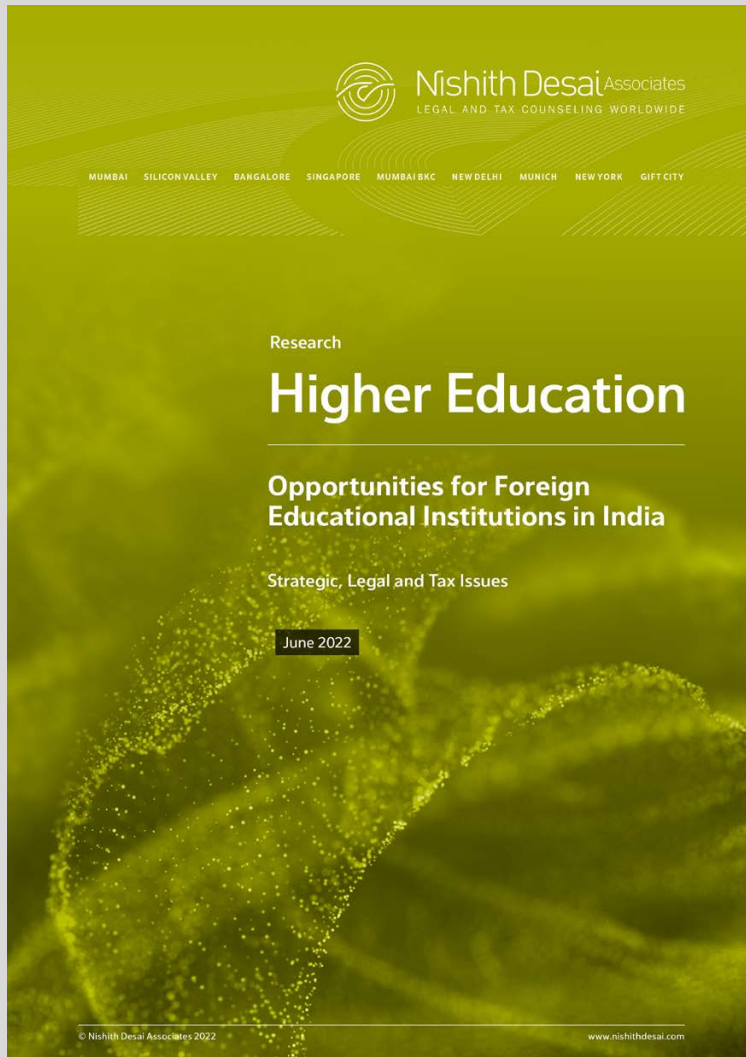 Nishith Desai Associates
LEGAL AND TAX COUNSELING WORLDWIDE
MUMBAI SILICON VALLEY BANGALORE SINGAPORE MUMBAI BKC NEW DELHI MUNICH NEW YORK GIFT CITY
Research
Higher Education
Opportunities for Foreign
Educational Institutions in India
Strategic, Legal and Tax Issues
June 2022
© Nishith Desai Associates 2022 www.nishithdesai.com